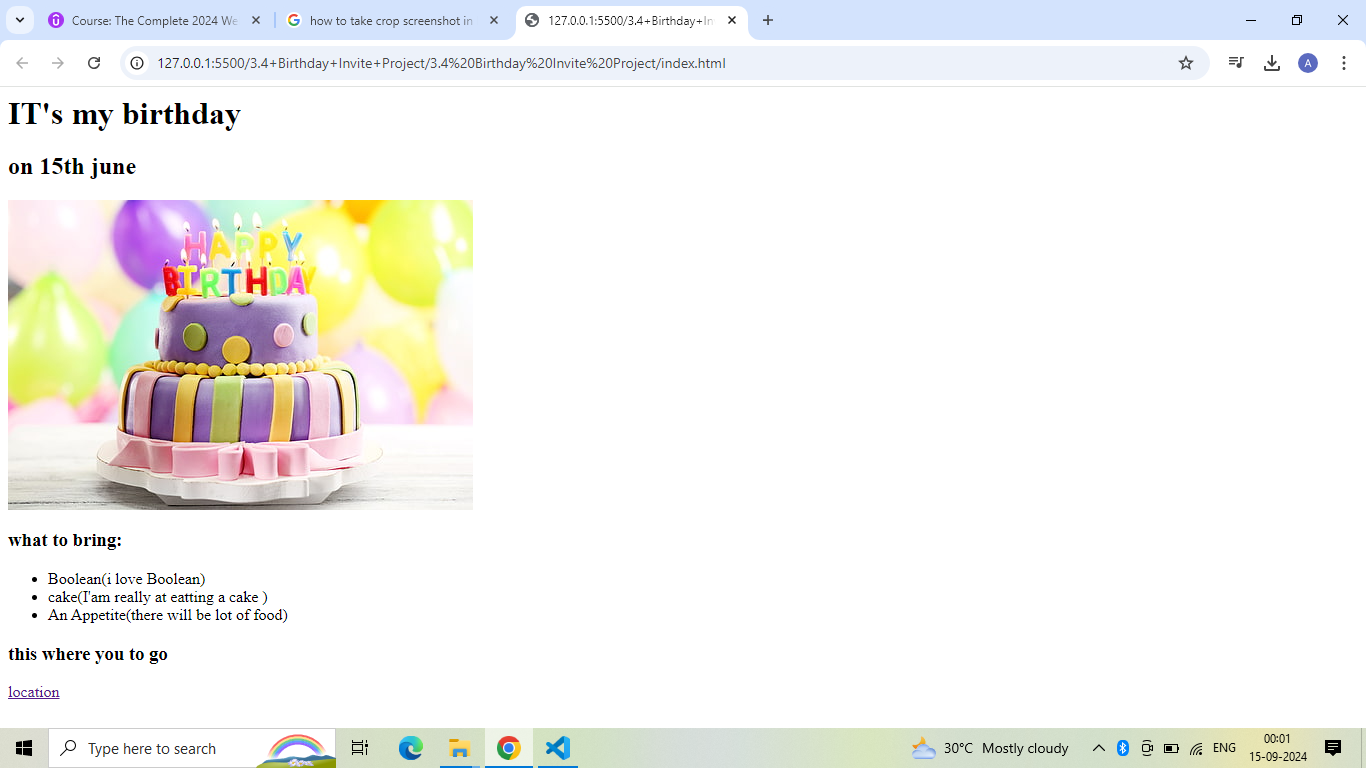 Course: The Complete 2024 We
how to take crop screenshot in
127.0.0.1:5500/3.4+Birthday+In
127.0.0.1:5500/3.4+Birthday+Invite+Project/3.4%20Birthday%20Invite%20Project/index.html
A
IT's my birthday
on 15th june
HAPPY
BIRTHDAY
what to bring:
Boolean(i love Boolean)
cake(I'am really at eatting a cake )
An Appetite(there will be lot of food)
this where you to go
location
Type here to search
30°C Mostly cloudy
ENG
00:01
15-09-2024